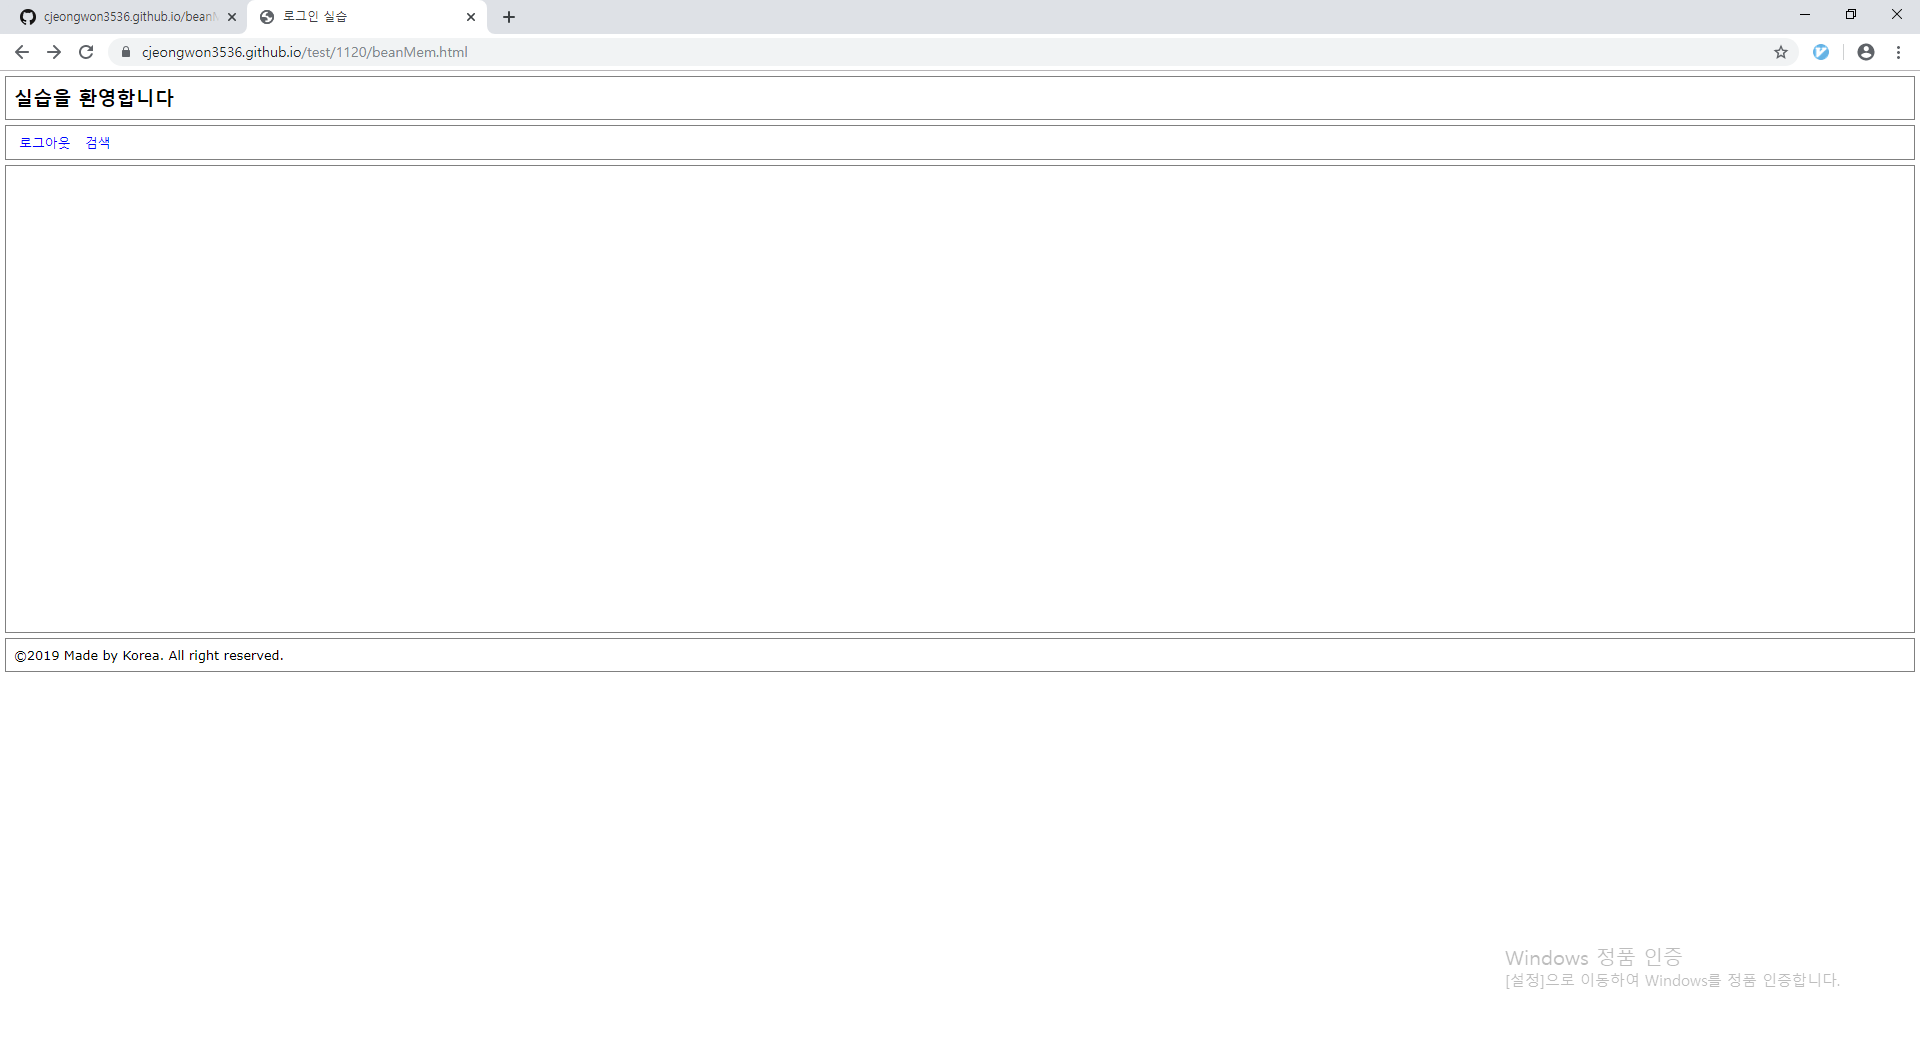 cjeongwon3536.github.io/bean
로그인 실습
cjeongwon3536.github.io/test/1120/beanMem.html
실습을 환영합니다
로그아웃 검색
©2019 Made by Korea. All right reserved.
Windows 정품 인증
[설정]으로 이동하여 Windows를 정품 인증합니다.